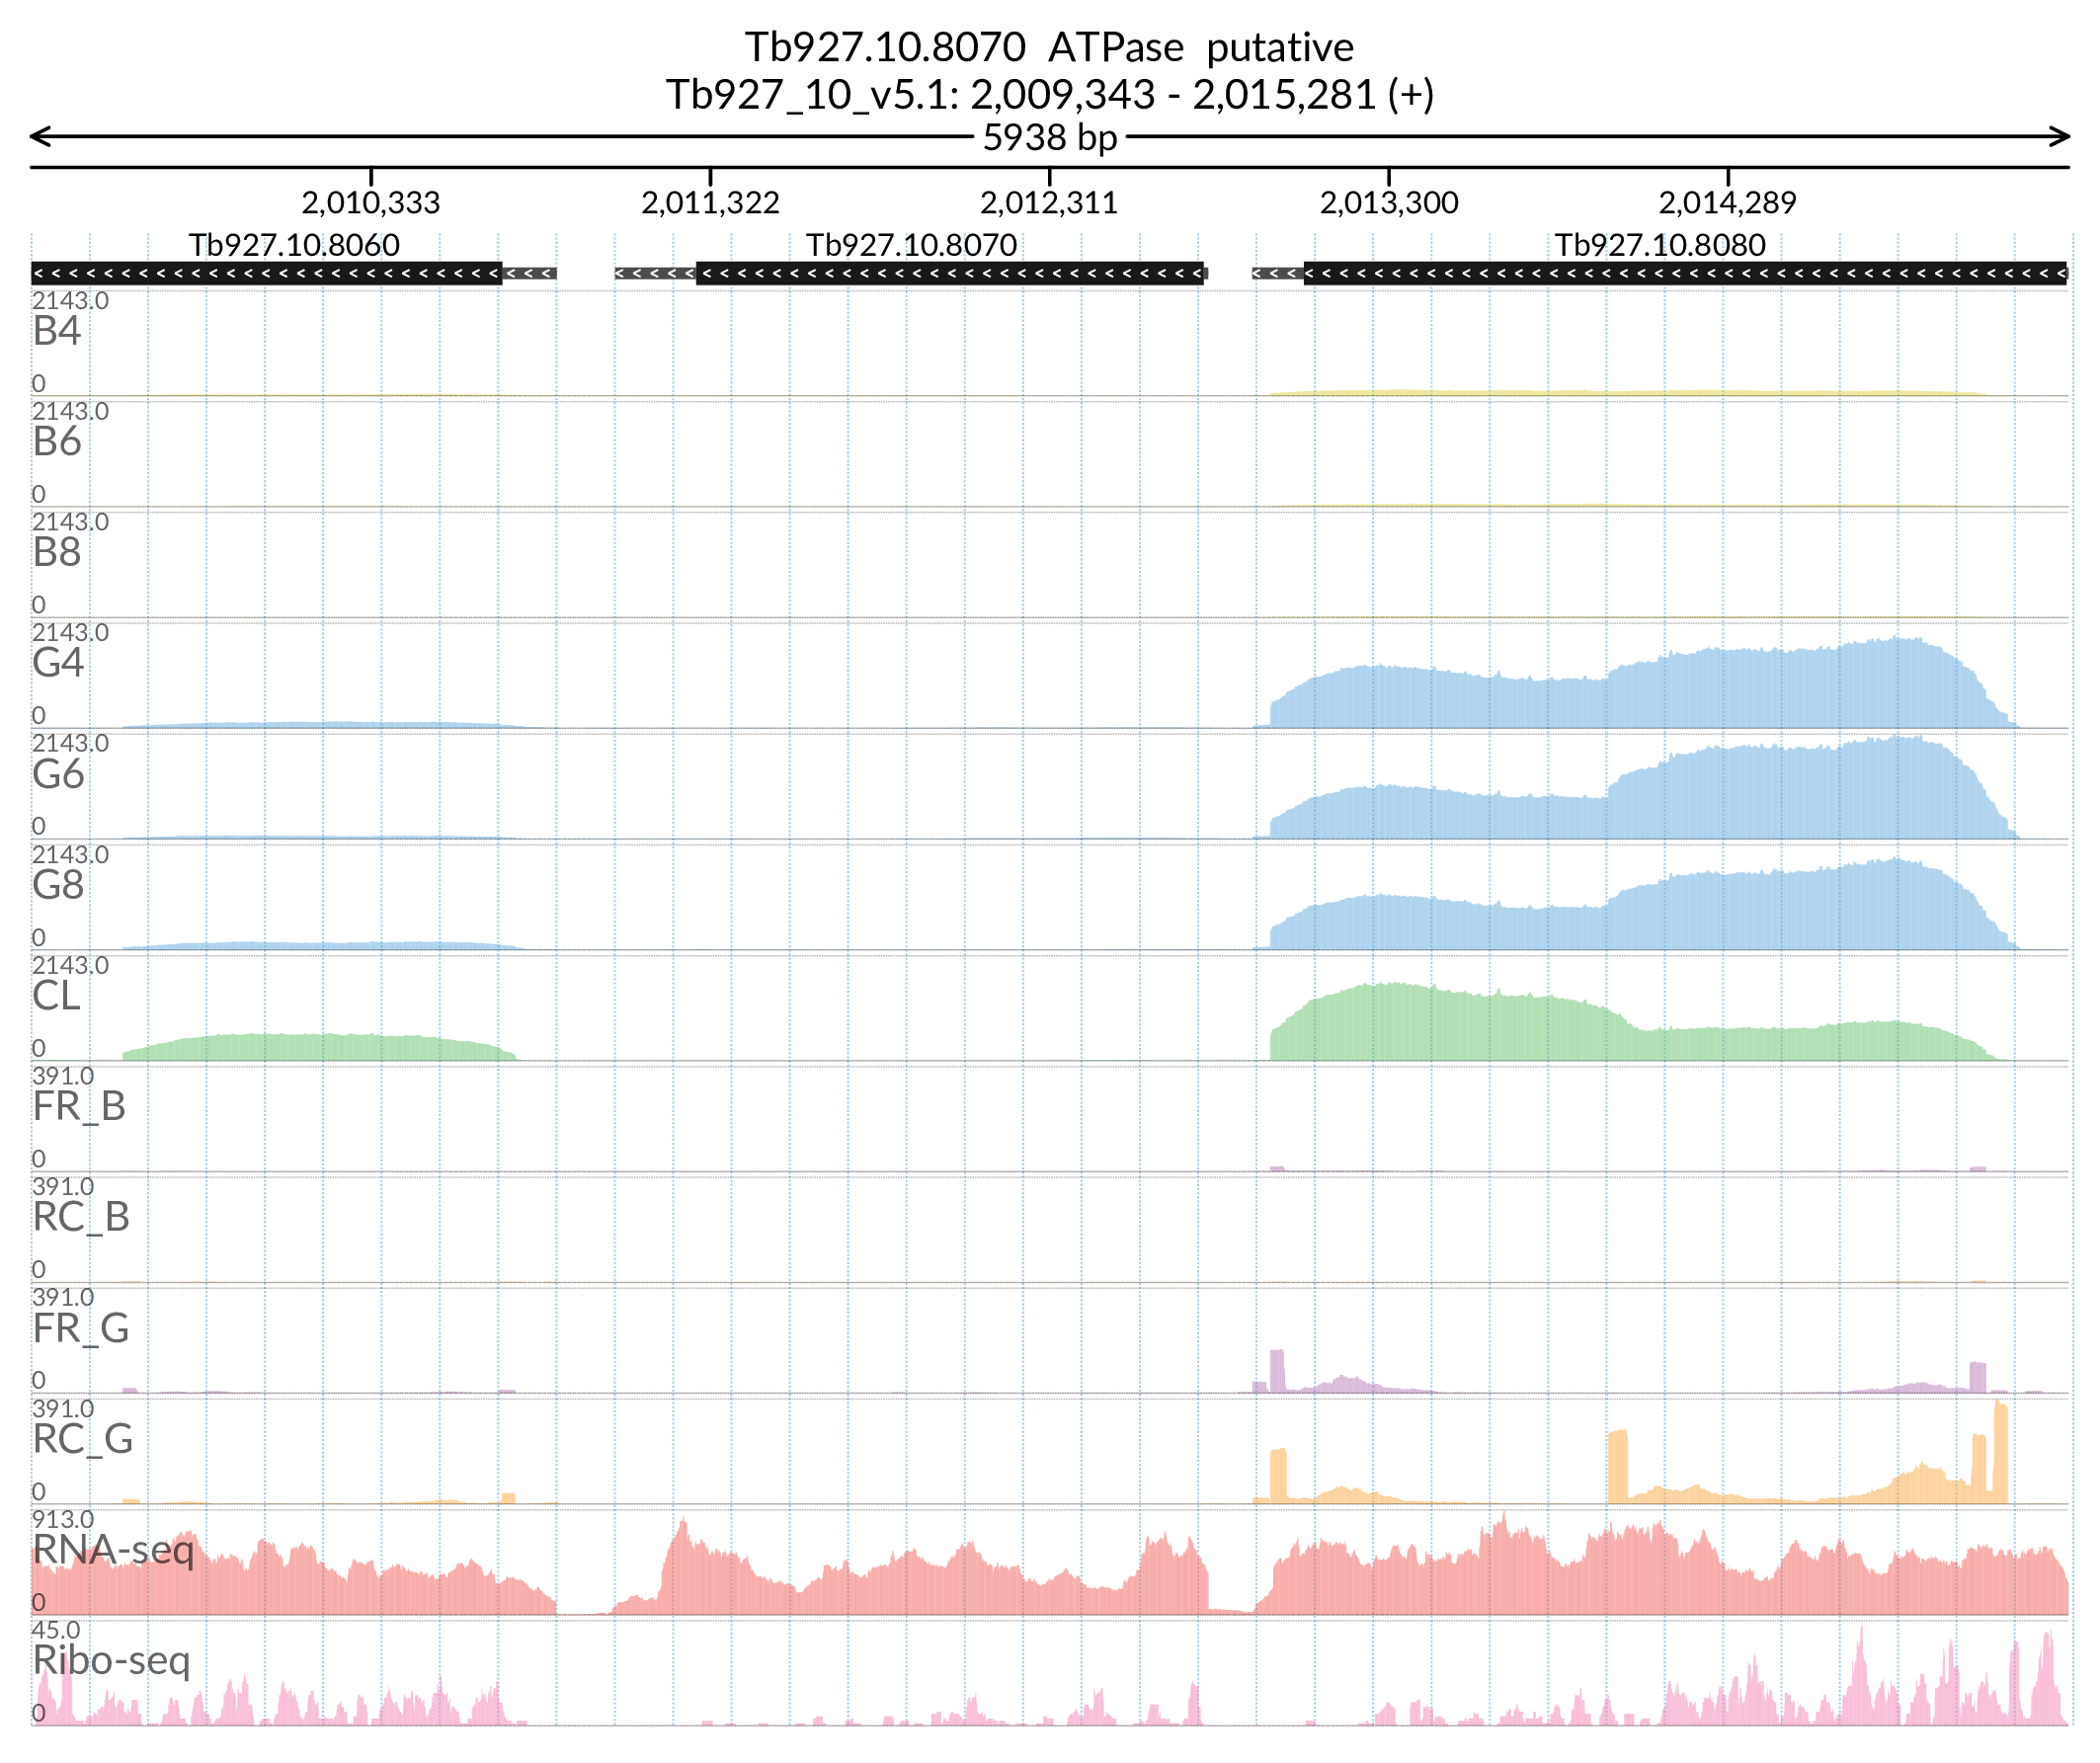 Tb927.10.8070 ATPase putative
Tb927_10_v5.1: 2,009,343 - 2,015,281 (+)
5938 bp
2,010,333 2,011,322 2,012,311 2,013,300 2,014,289
Tb927.10.8060 Tb927.10.8070 Tb927.10.8080
2143.0
B4
0
2143.0
B6
0
2143.0
B8
0
2143.0
G4
0
2143.0
G6
0
2143.0
G8
0
2143.0
CL
0
391.0
FR_B
0
391.0
RC_B
0
391.0
FR_G
0
391.0
RC_G
0
913.0
RNA-seq
0
45.0
Ribo-seq
0